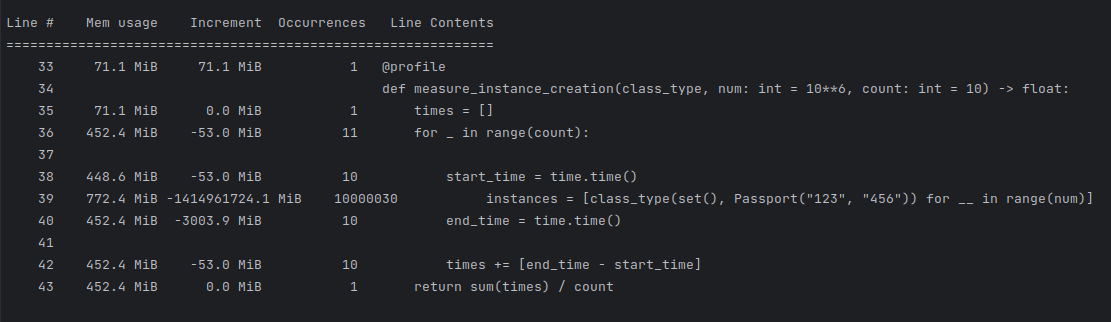 Line #    Mem usage    Increment  Occurrences   Line Contents
=============================================================
    33     71.1 MiB     71.1 MiB           1   @profile
    34                                         def measure_instance_creation(class_type, num: int = 10**6, count: int = 10) -> float:
    35     71.1 MiB      0.0 MiB           1       times = []
    36    452.4 MiB    -53.0 MiB          11       for _ in range(count):
    37
    38    448.6 MiB    -53.0 MiB          10           start_time = time.time()
    39    772.4 MiB -1414961724.1 MiB    10000030           instances = [class_type(set(), Passport("123", "456")) for __ in range(num)]
    40    452.4 MiB  -3003.9 MiB          10           end_time = time.time()
    41
    42    452.4 MiB    -53.0 MiB          10           times += [end_time - start_time]
    43    452.4 MiB      0.0 MiB           1       return sum(times) / count